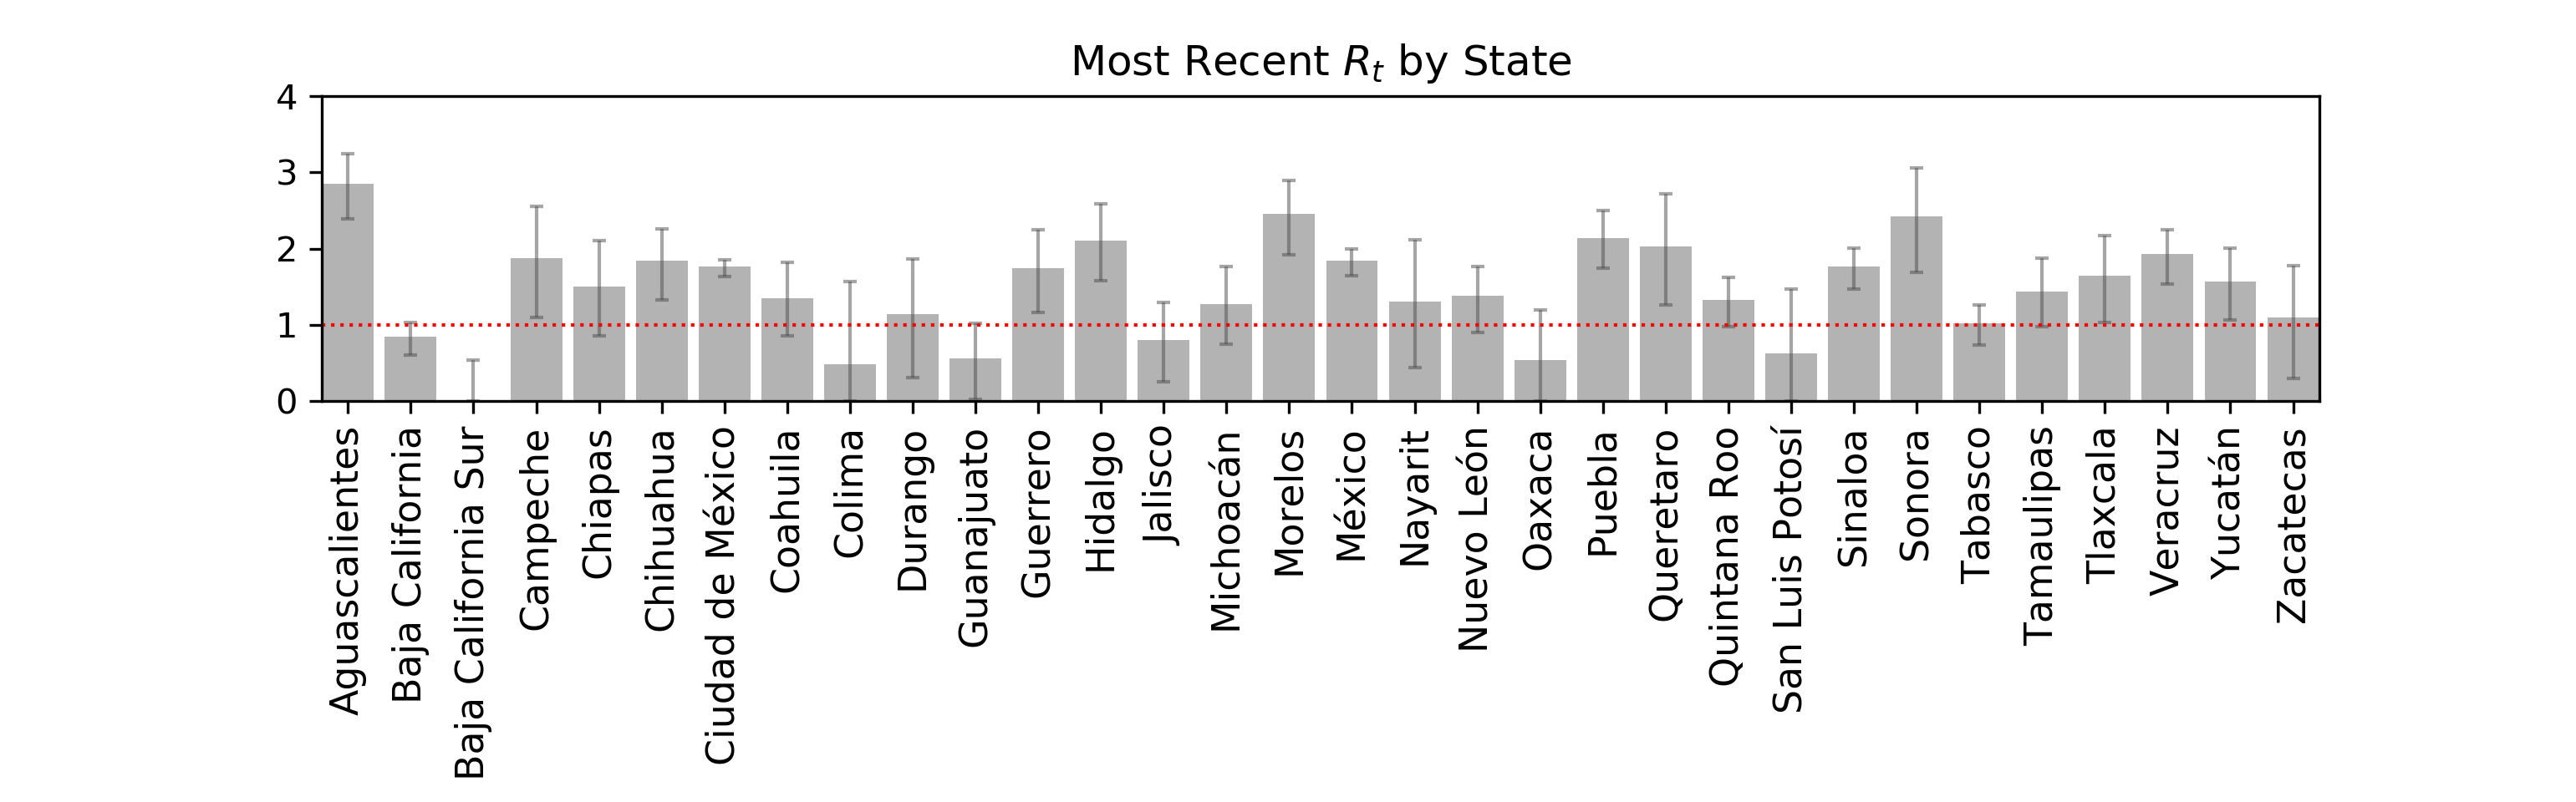 Most Recent Rt by State
4
3
2
1
0
Aguascalientes
Baja California
Baja California Sur
Campeche
Chiapas
Chihuahua
Ciudad de México
Coahuila
Colima
Durango
Guanajuato
Guerrero
Hidalgo
Jalisco
Michoacán
Morelos
México
Nayarit
Nuevo León
Oaxaca
Puebla
Queretaro
Quintana Roo
San Luis Potosí
Sinaloa
Sonora
Tabasco
Tamaulipas
Tlaxcala
Veracruz
Yucatán
Zacatecas